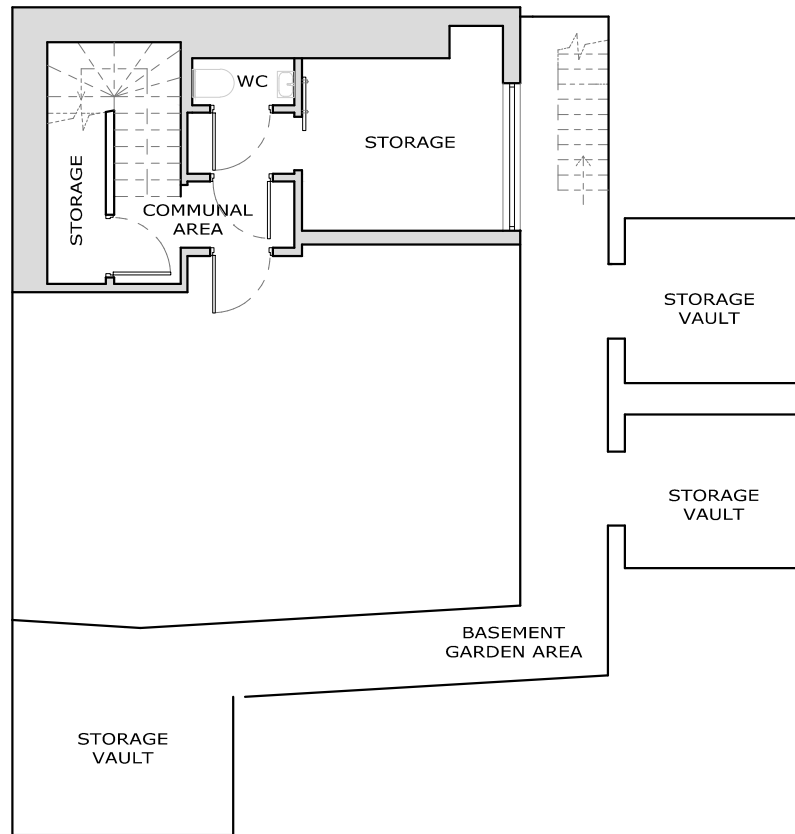 WC
STORAGE
STORAGE
COMMUNAL
AREA
STORAGE
VAULT
STORAGE
VAULT
BASEMENT
GARDEN AREA
STORAGE
VAULT